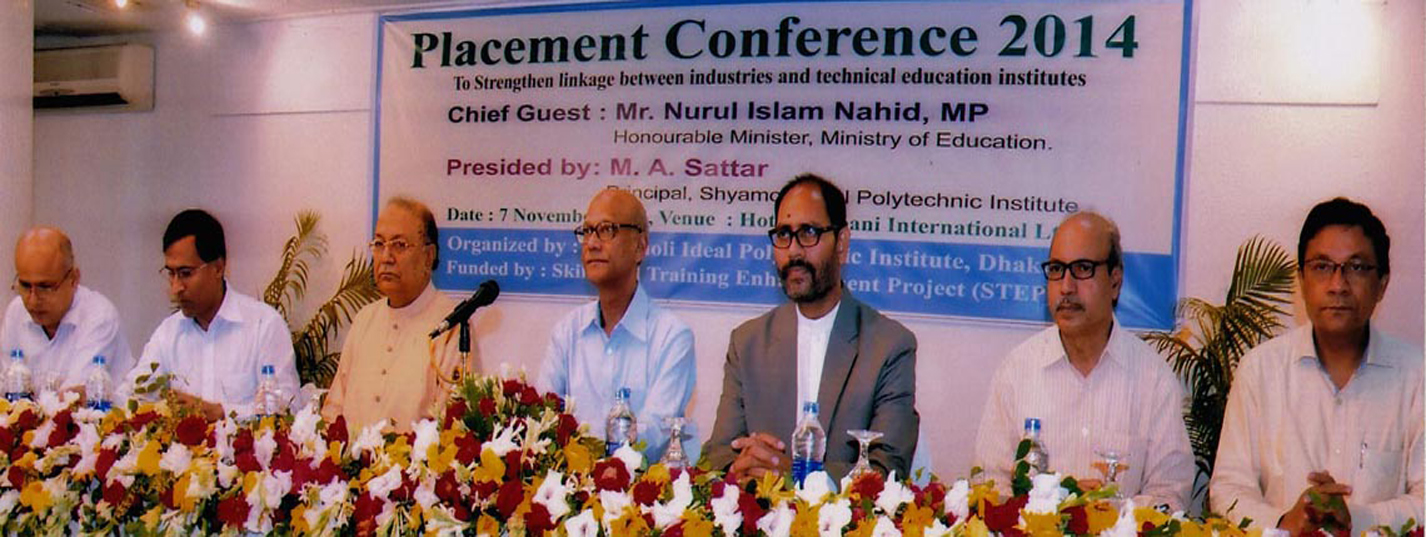 Placement Conference 2014
To Strengthen linkage between industries and technical education institutes
Chief Guest : Mr. Nurul Islam Nahid, MP
Honourable Minister, Ministry of Education.
Presided by: M. A. Sattar
Principal, Polytechnic Institute
Date : 7 Venue : International
Organized by : Ideal Institute,
Funded by : Training Project (STEP